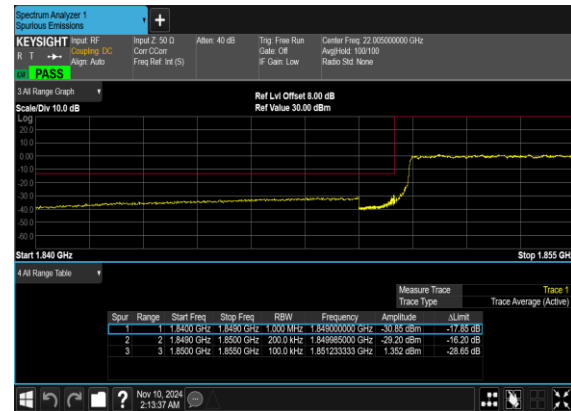 Spectrum Analyzer 1
Spurious Emissions
KEYSIGHT Input: RF Input Z: 50 Ω Atten: 40 dB Trig: Free Run Center Freq: 22.005000000 GHz
R T Coupling: DC Corr CCorr Gate: Off Avg|Hold: 100/100
Align: Auto Freq Ref: Int (S) IF Gain: Low Radio Std: None
PASS
3 All Range Graph
Ref Lvl Offset 8.00 dB
Scale/Div 10.0 dB Ref Value 30.00 dBm
Log
20.0
10.0
0.00
-10.0
-20.0
-30.0
-40.0
-50.0
-60.0
Start 1.840 GHz Stop 1.855 GH
4 All Range Table
Measure Trace Trace 1
Trace Type Trace Average (Active)
Spur Range Start Freq Stop Freq RBW Frequency Amplitude ΔLimit
1 1 1.8400 GHz 1.8490 GHz 1.000 MHz 1.849000000 GHz -30.85 dBm -17.85 dB
2 2 1.8490 GHz 1.8500 GHz 200.0 kHz 1.849985000 GHz -29.20 dBm -16.20 dB
3 3 1.8500 GHz 1.8550 GHz 100.0 kHz 1.851233333 GHz 1.352 dBm -28.65 dB
? Nov 10, 2024
2:13:37 AM